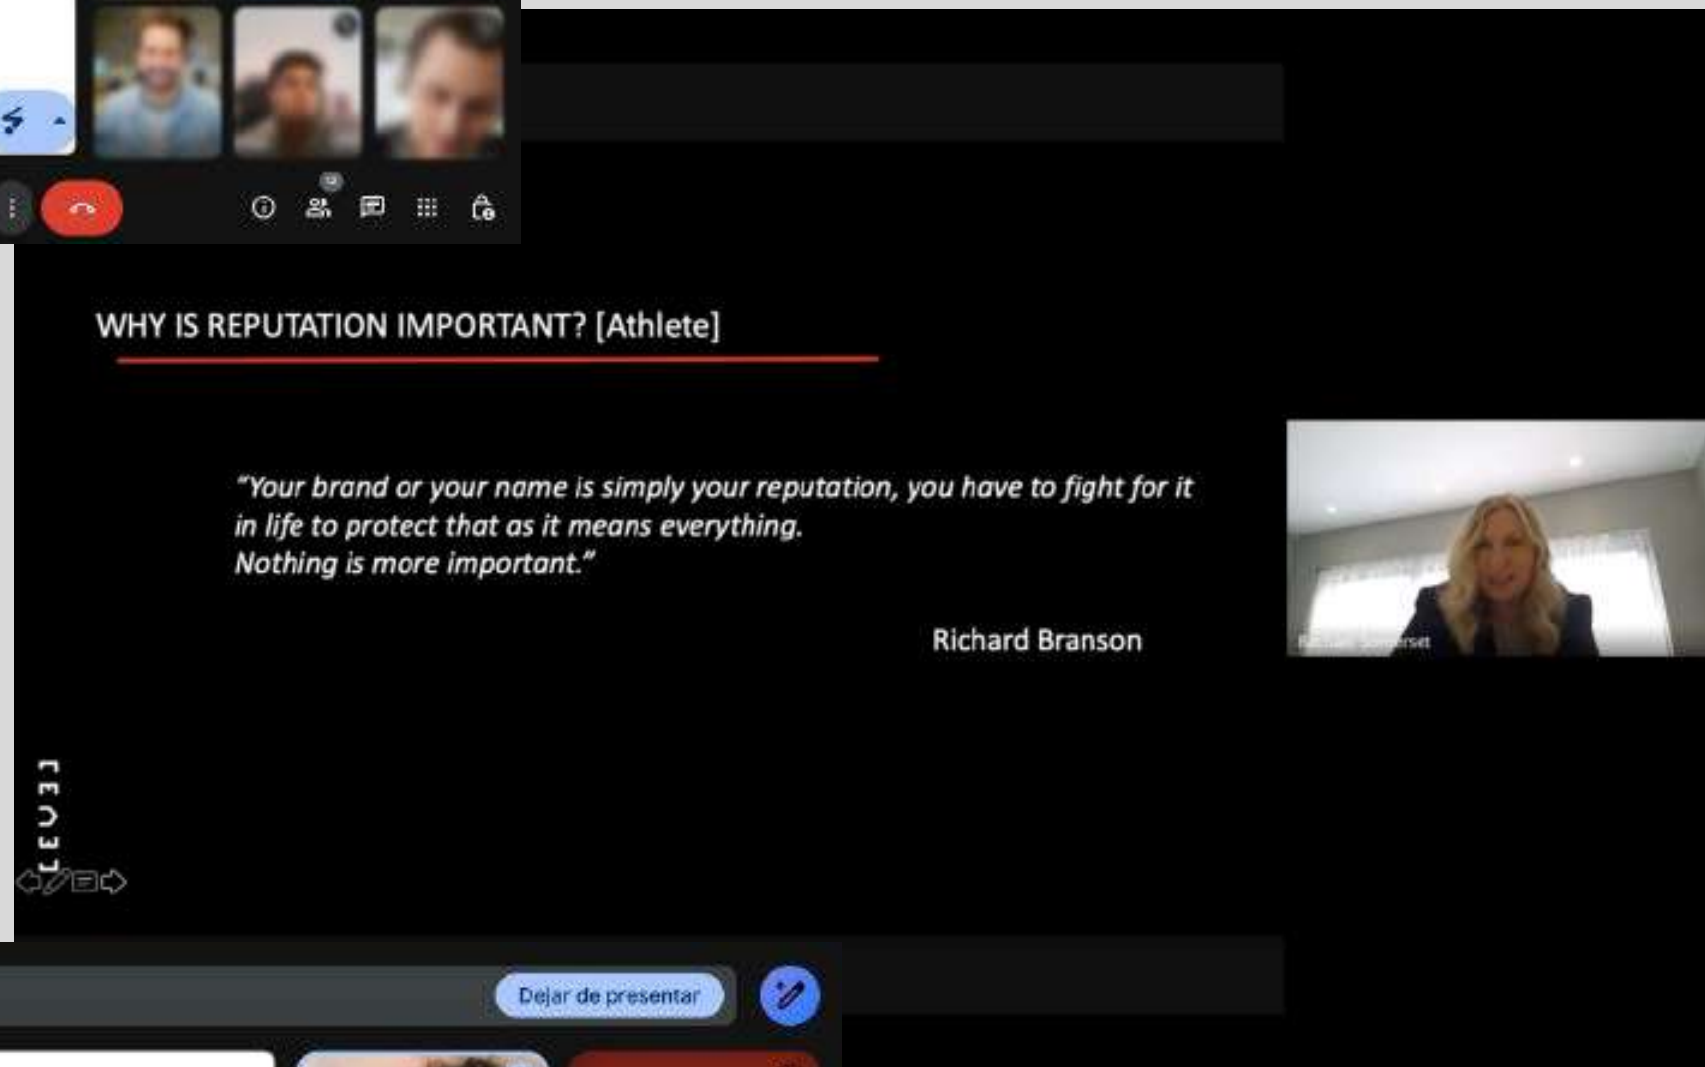 WHY IS REPUTATION IMPORTANT? [Athlete]
“Your brand or your name is simply your reputation, you have to fight for it
in life to protect that as it means everything.
Nothing is more important.”
Richard Branson
LEVEL
Dejar de presentar